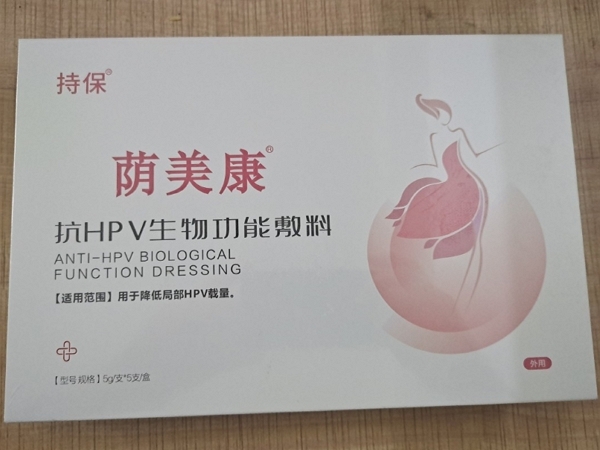 持保®
荫美康®
抗HPV生物功能敷料
ANTI-HPV BIOLOGICAL
FUNCTION DRESSING
【适用范围】用于降低局部HPV载量。
【型号规格】5g/支*5支/盒
外用